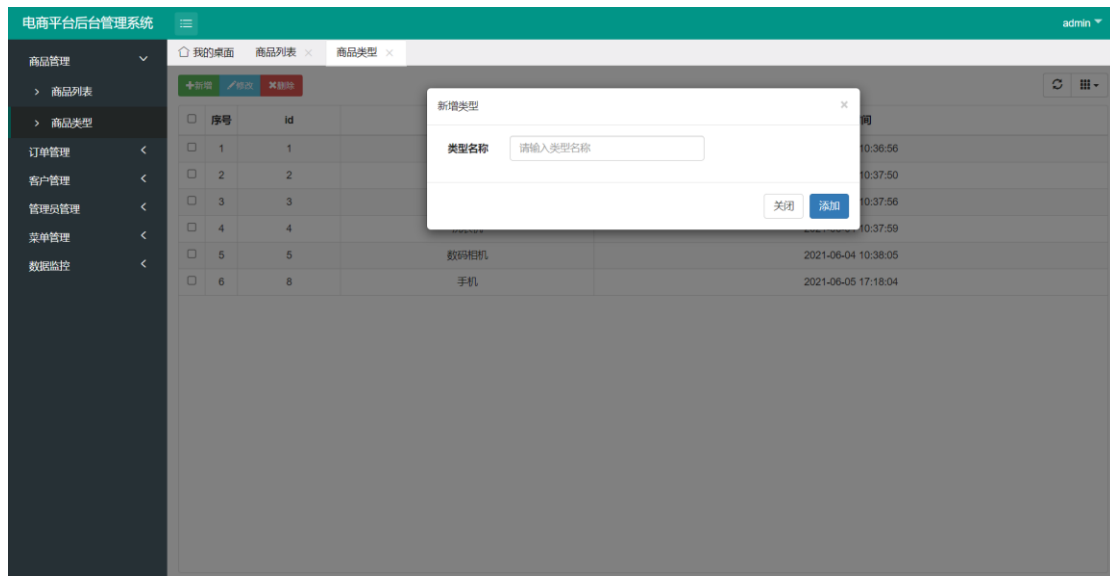 电商平台后台管理系统 admin
商品管理
商品列表
商品类型
订单管理
客户管理
管理员管理
菜单管理
数据监控
我的桌面 商品列表 × 商品类型 ×
新增 修改 删除
新增类型 ×
类型名称 请输入类型名称
关闭 添加
序号 id 间
1 1 10:36:56
2 2 10:37:50
3 3 10:37:56
4 4 10:37:59
5 5 数码相机 2021-06-04 10:38:05
6 8 手机 2021-06-05 17:18:04